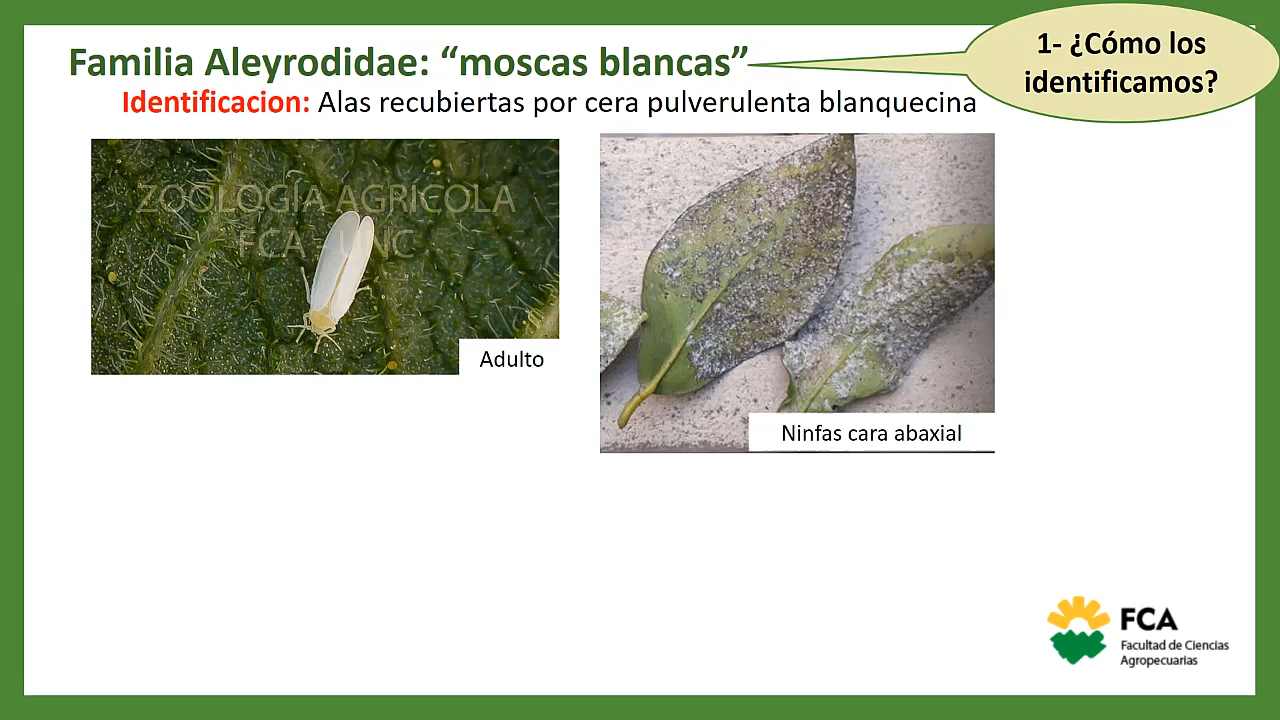 Familia Aleyrodidae: “moscas blancas”
1- ¿Cómo los
identificamos?
Identificacion: Alas recubiertas por cera pulverulenta blanquecina
ZOOLOGÍA AGRÍCOLA
FCA - UNC
Adulto
Ninfas cara abaxial
FCA
Facultad de Ciencias
Agropecuarias